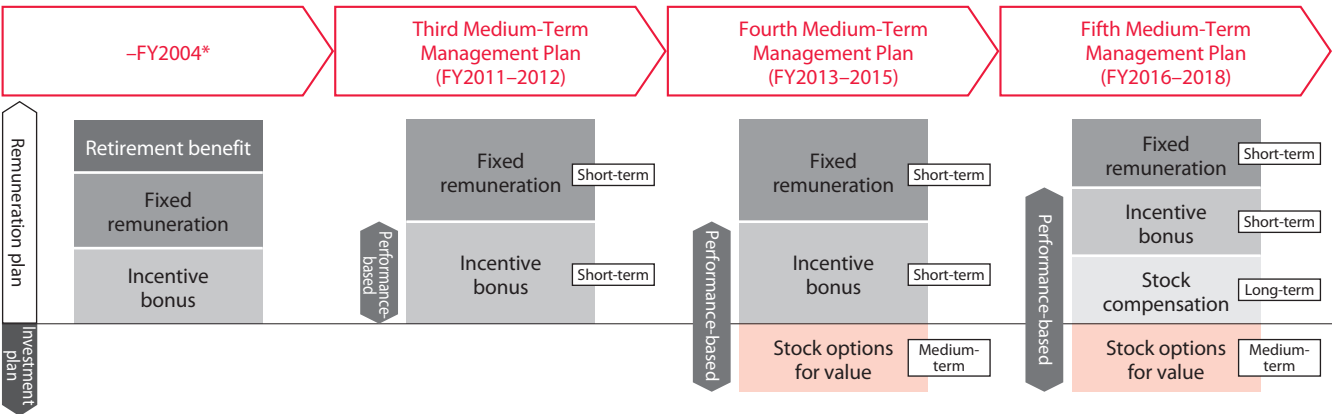 –FY2004*
Third Medium-Term
Management Plan
(FY2011–2012)
Fourth Medium-Term
Management Plan
(FY2013–2015)
Fifth Medium-Term
Management Plan
(FY2016–2018)
Remuneration plan
Investment
plan
Retirement benefit
Fixed
remuneration
Incentive
bonus
Performance-
based
Fixed
remuneration
Short-term
Incentive
bonus
Short-term
Performance-based
Fixed
remuneration
Short-term
Incentive
bonus
Short-term
Stock options
for value
Medium-
term
Performance-based
Fixed
remuneration
Short-term
Incentive
bonus
Short-term
Stock
compensation
Long-term
Stock options
for value
Medium-
term